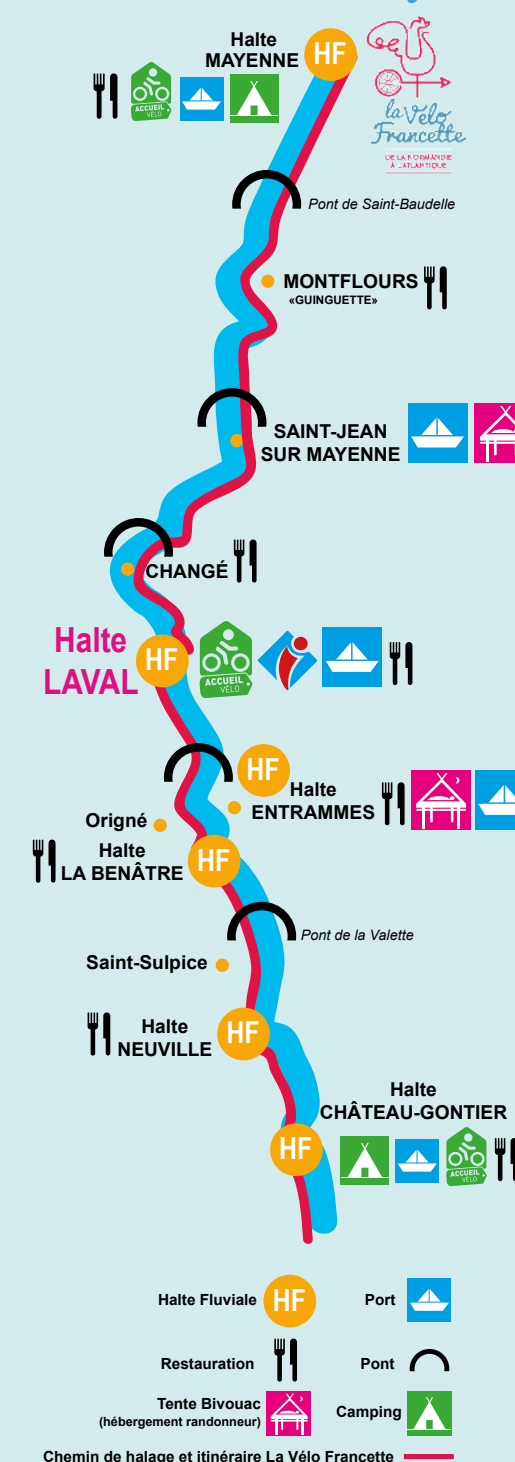 Halte
MAYENNE
HF
ACCUEIL
VÉLO
la Vélo
Francette
DE LA NORMANDIE
À L'ATLANTIQUE
Pont de Saint-Baudelle
MONTFLOURS
«GUINGUETTE»
SAINT-JEAN
SUR MAYENNE
CHANGÉ
Halte
LAVAL
HF
ACCUEIL
VÉLO
HF
Halte
ENTRAMMES
Origné
Halte
LA BENÂTRE
HF
Pont de la Valette
Saint-Sulpice
Halte
NEUVILLE
HF
Halte
CHÂTEAU-GONTIER
HF
ACCUEIL
VÉLO
Halte Fluviale HF Port
Restauration Pont
Tente Bivouac
(hébergement randonneur)
Camping
Chemin de halage et itinéraire La Vélo Francette